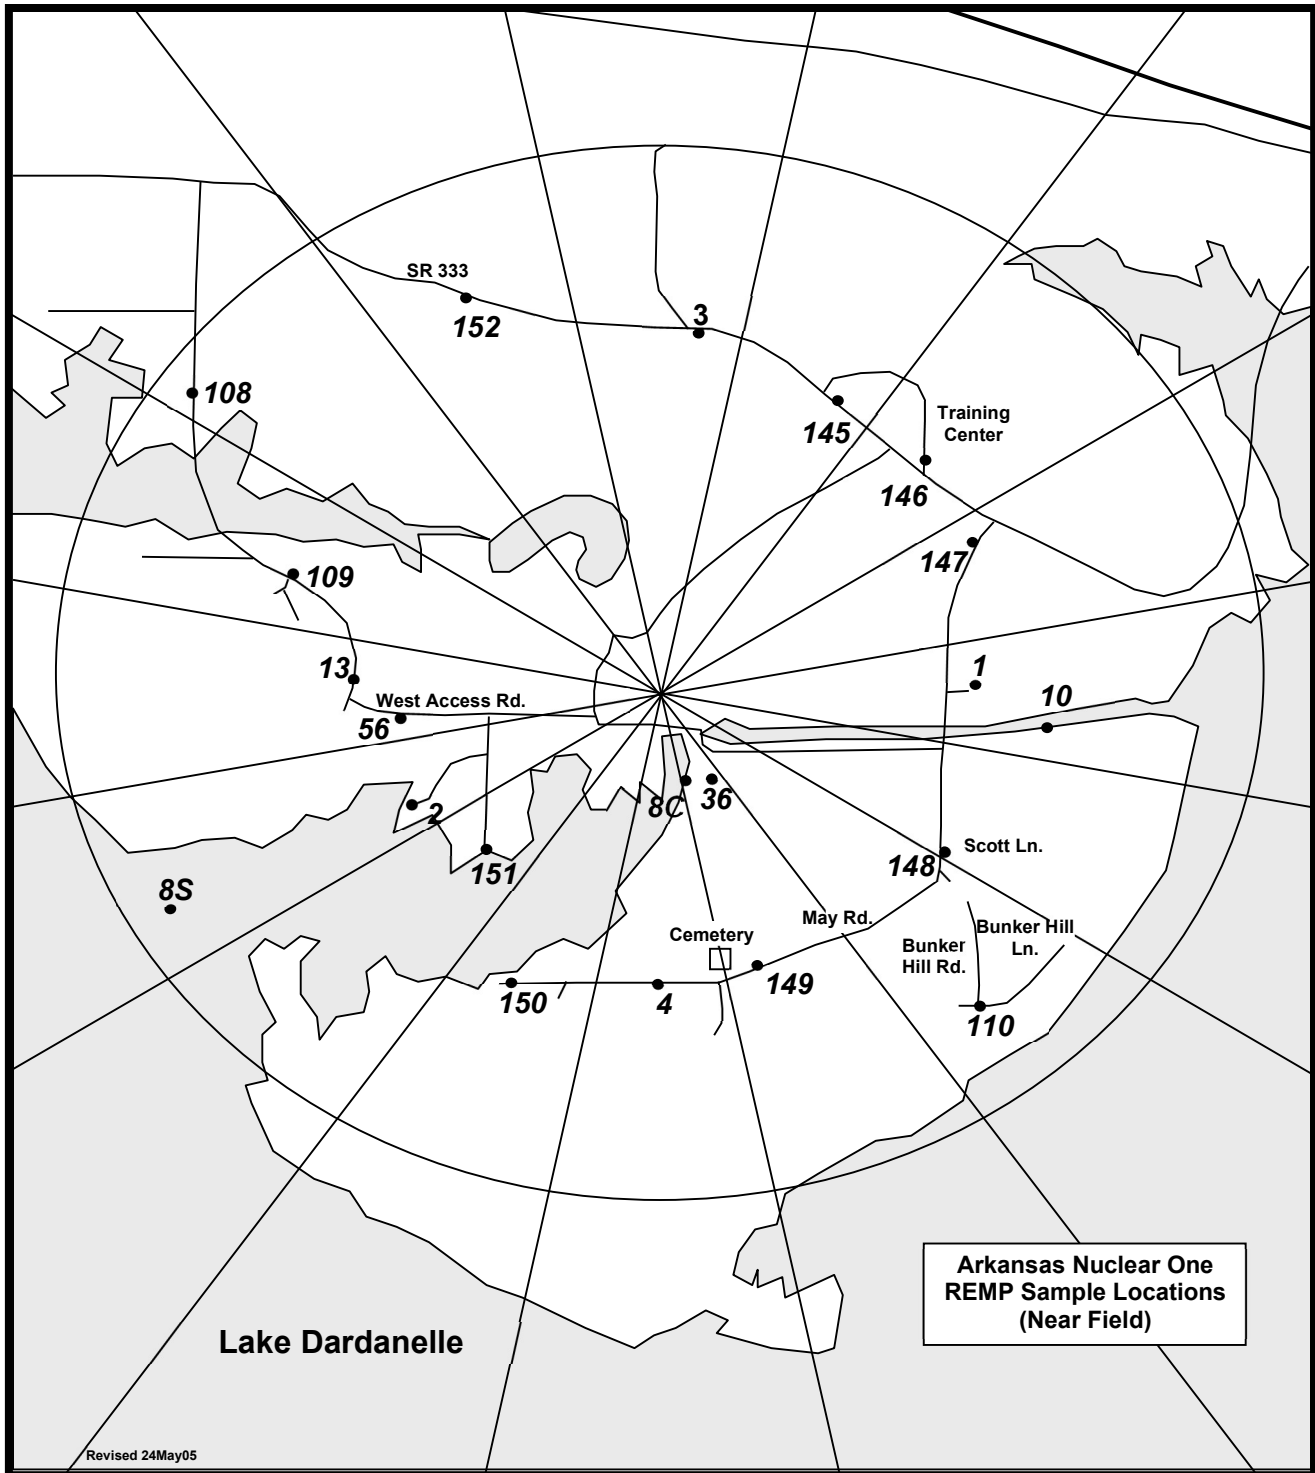 SR 333
152
3
108
145
Training
Center
146
147
109
13
1
West Access Rd.
10
56
2
8C
36
151
148
Scott Ln.
8S
May Rd.
Cemetery
Bunker
Hill Rd.
Bunker Hill
Ln.
149
150
4
110
Arkansas Nuclear One
REMP Sample Locations
(Near Field)
Lake Dardanelle
Revised 24May05